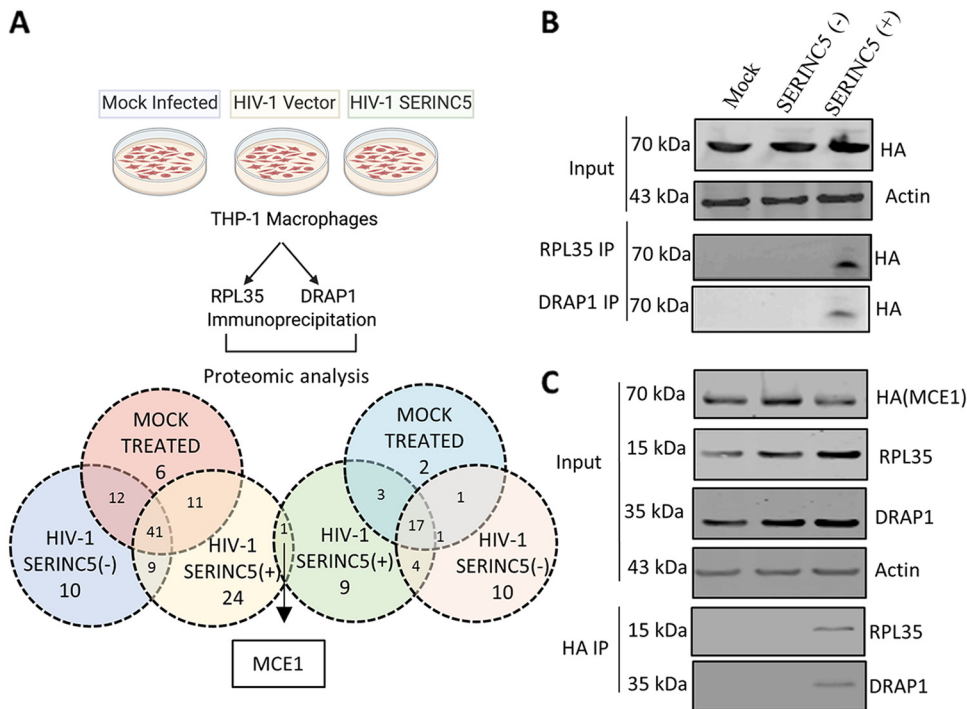 A
Mock Infected
HIV-1 Vector
HIV-1 SERINC5
THP-1 Macrophages
RPL35
DRAP1
Immunoprecipitation
Proteomic analysis
MOCK
TREATED
6
12
11
41
HIV-1
SERINC5(-)
10
9
HIV-1
SERINC5(+)
24
1
MOCK
TREATED
2
3
1
17
1
HIV-1
SERINC5(+)
9
4
HIV-1
SERINC5(-)
10
MCE1
B
Mock
SERINC5 (-)
SERINC5 (+)
Input
70 kDa
HA
43 kDa
Actin
RPL35 IP
70 kDa
HA
DRAP1 IP
70 kDa
HA
C
Input
70 kDa
HA(MCE1)
15 kDa
RPL35
35 kDa
DRAP1
43 kDa
Actin
HA IP
15 kDa
RPL35
35 kDa
DRAP1